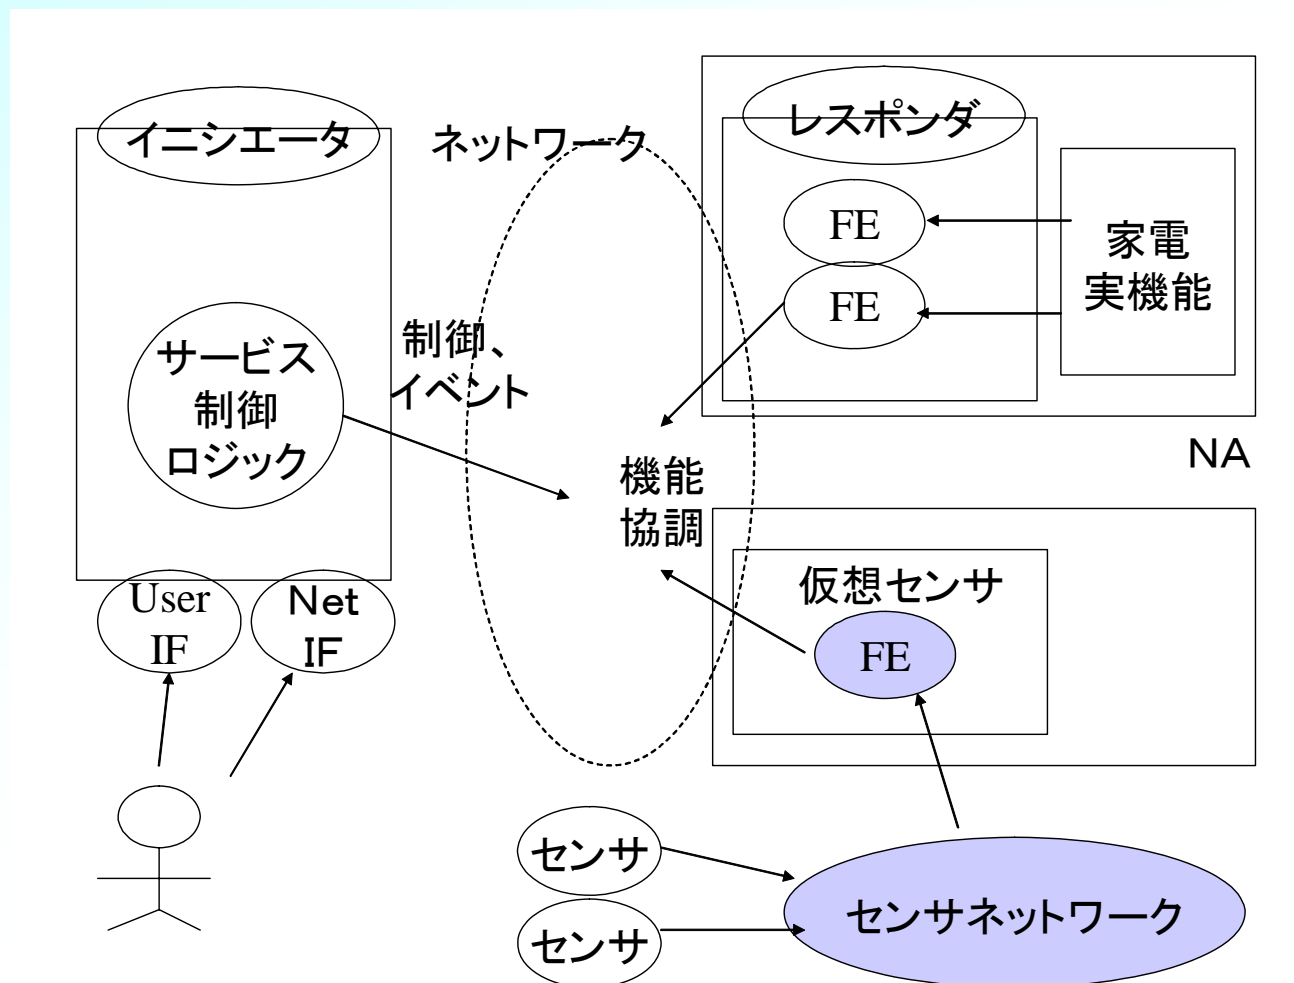 イニシエータ
ネットワーク
レスポンダ
FE
FE
家電
実機能
サービス
制御
ロジック
制御、
イベント
機能
協調
NA
User
IF
Net
IF
仮想センサ
FE
センサ
センサ
センサネットワーク